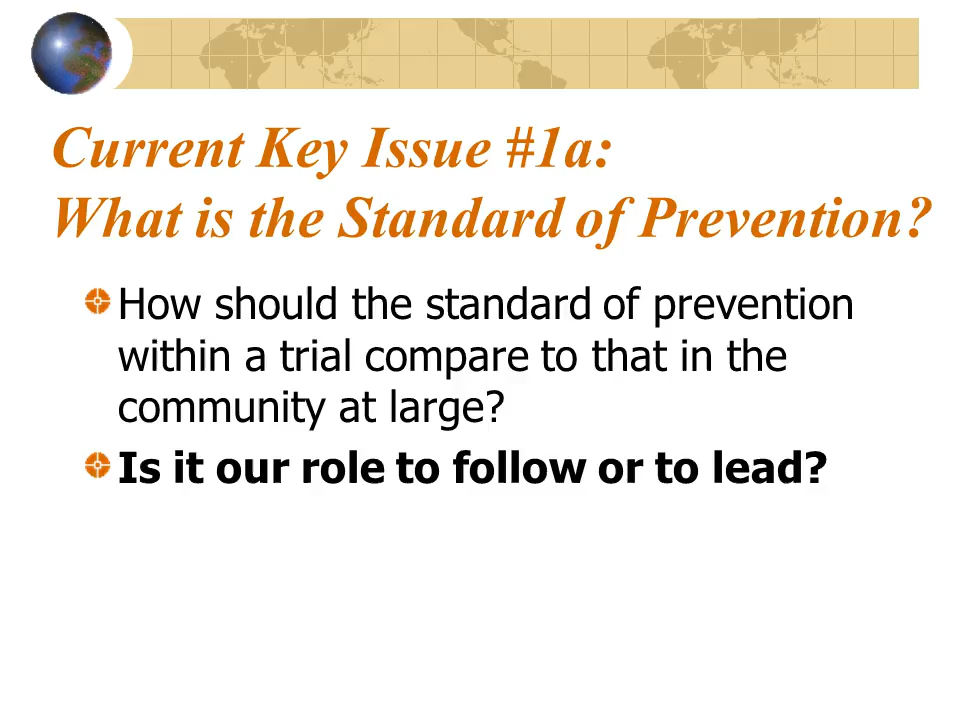 Current Key Issue #1a:
What is the Standard of Prevention?
How should the standard of prevention
within a trial compare to that in the
community at large?
Is it our role to follow or to lead?